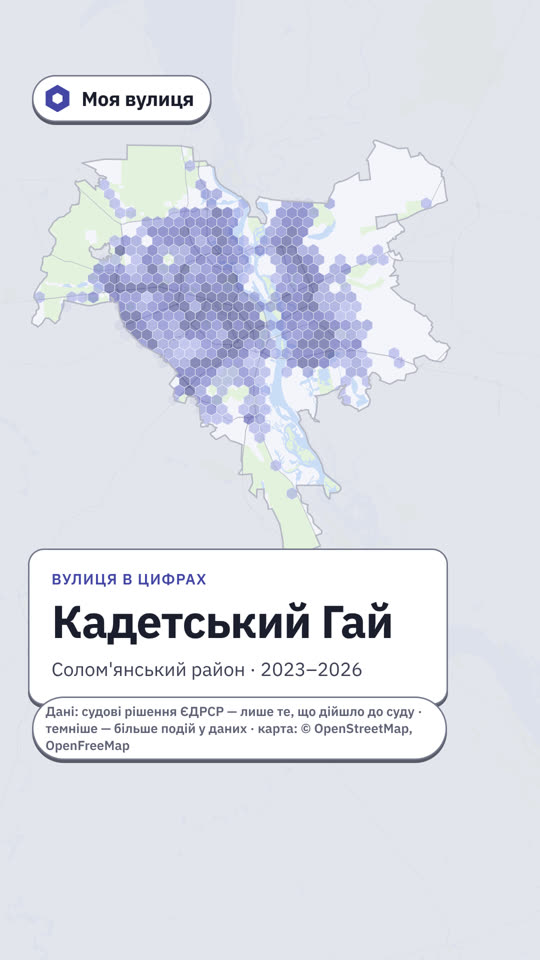 Моя вулиця
ВУЛИЦЯ В ЦИФРАХ
Кадетський Гай
Солом'янський район · 2023–2026
Дані: судові рішення ЄДРСР — лише те, що дійшло до суду ·
темніше — більше подій у даних · карта: © OpenStreetMap,
OpenFreeMap